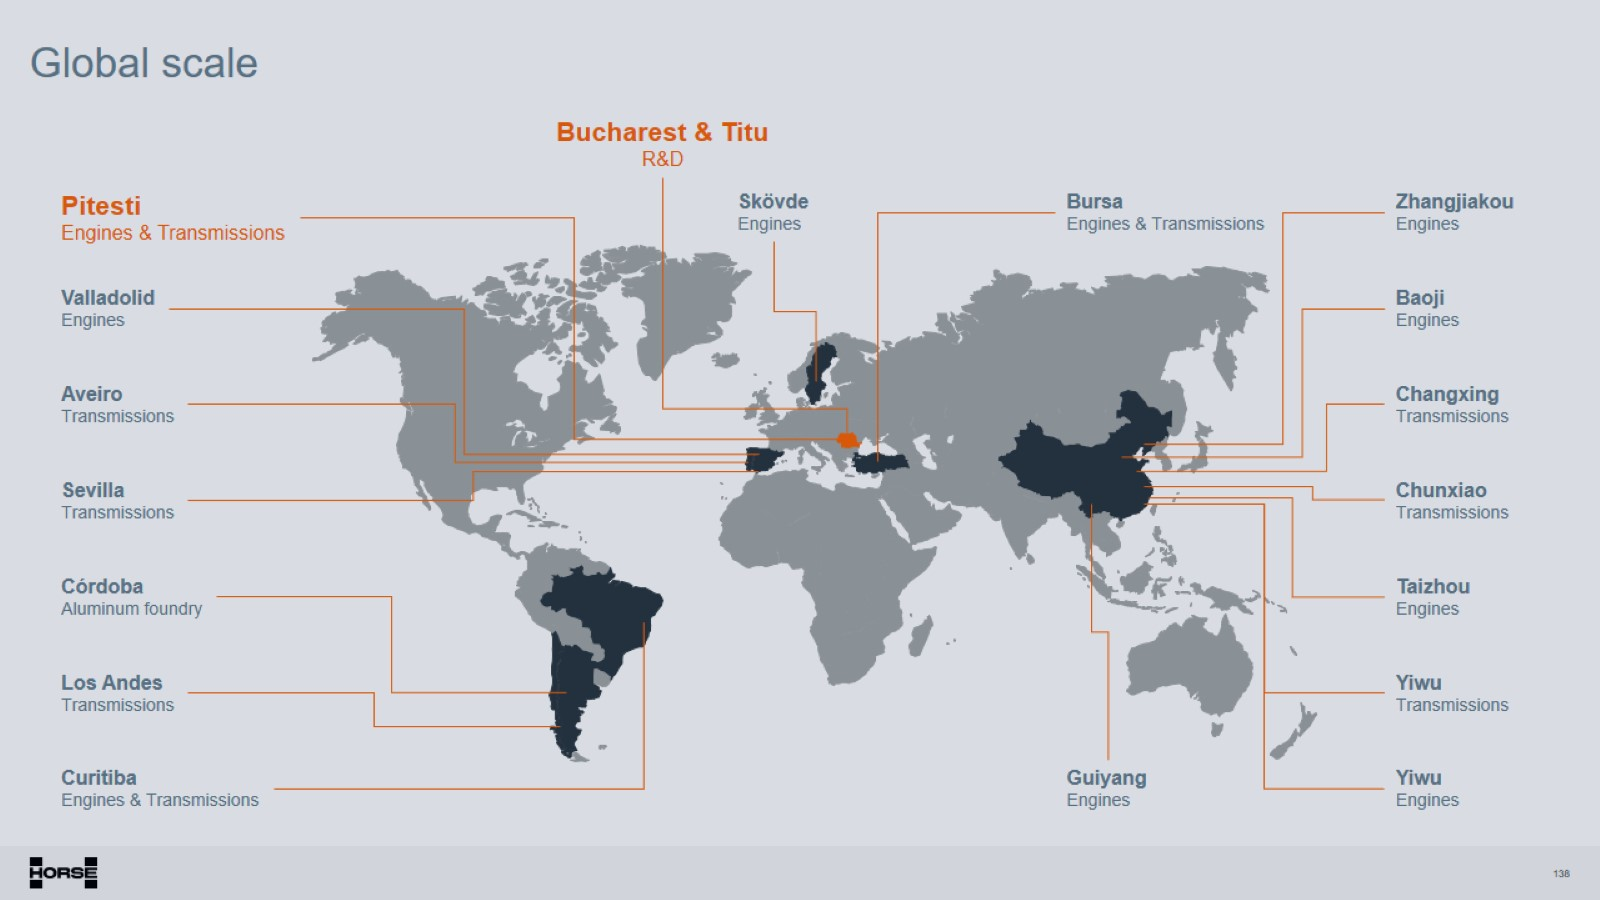 Global scale
Bucharest & Titu
R&D
Pitesti
Engines & Transmissions
Valladolid
Engines
Aveiro
Transmissions
Sevilla
Transmissions
Córdoba
Aluminum foundry
Los Andes
Transmissions
Curitiba
Engines & Transmissions
Skövde
Engines
Bursa
Engines & Transmissions
Guiyang
Engines
Zhangjiakou
Engines
Baoji
Engines
Changxing
Transmissions
Chunxiao
Transmissions
Taizhou
Engines
Yiwu
Transmissions
Yiwu
Engines
HORSE
138